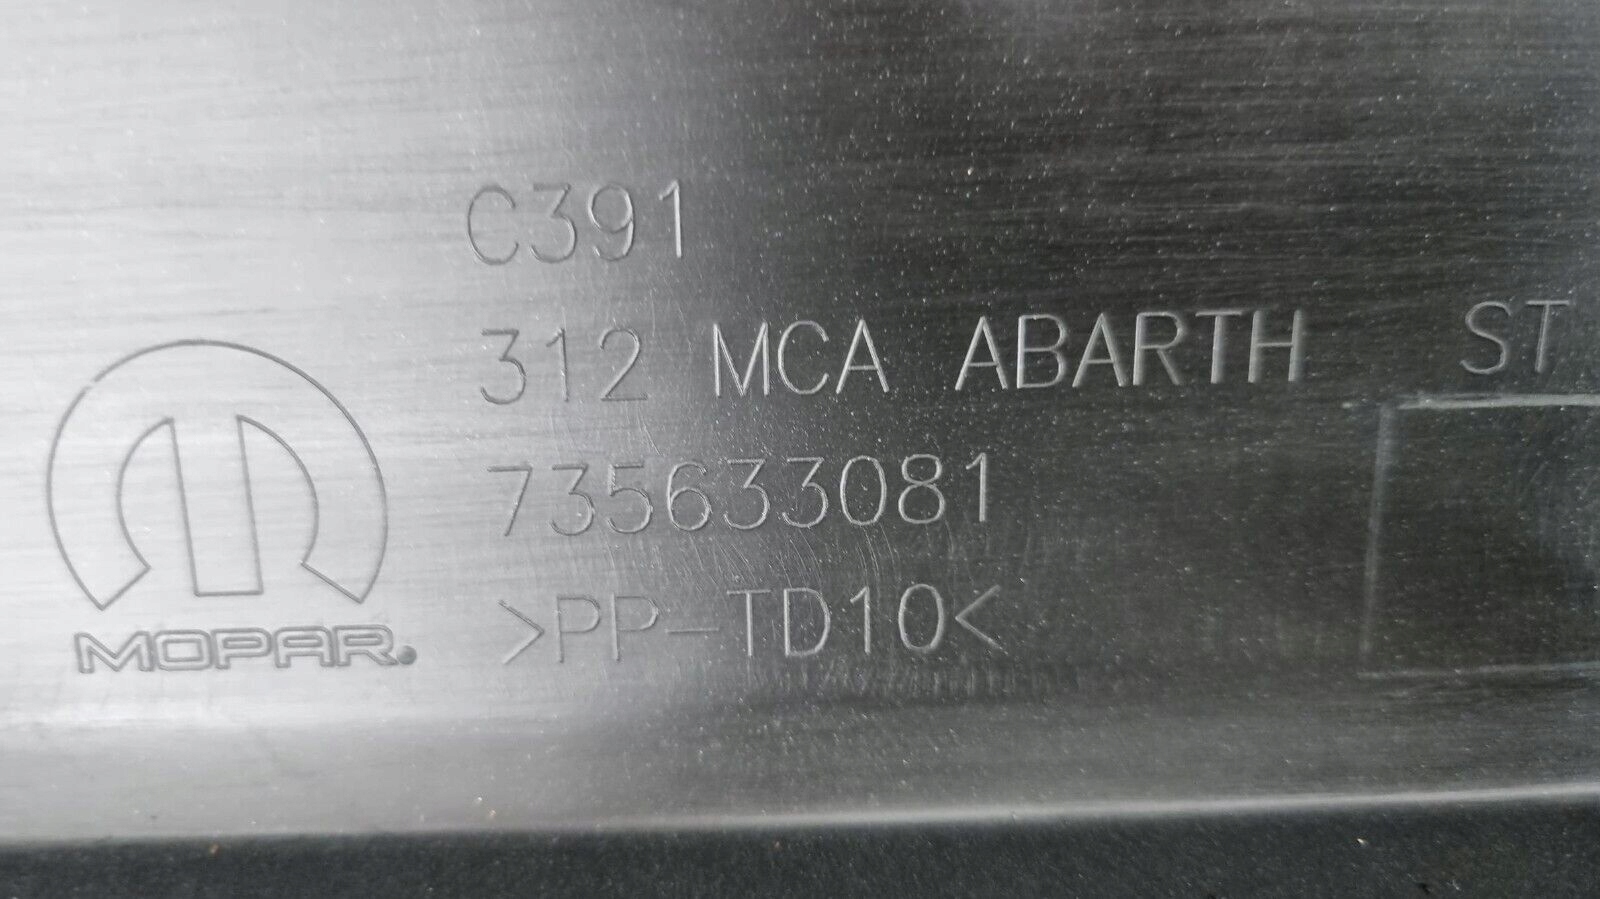 C391
312 MCA ABARTH ST
735633081
>PP-TD10<
MOPAR.